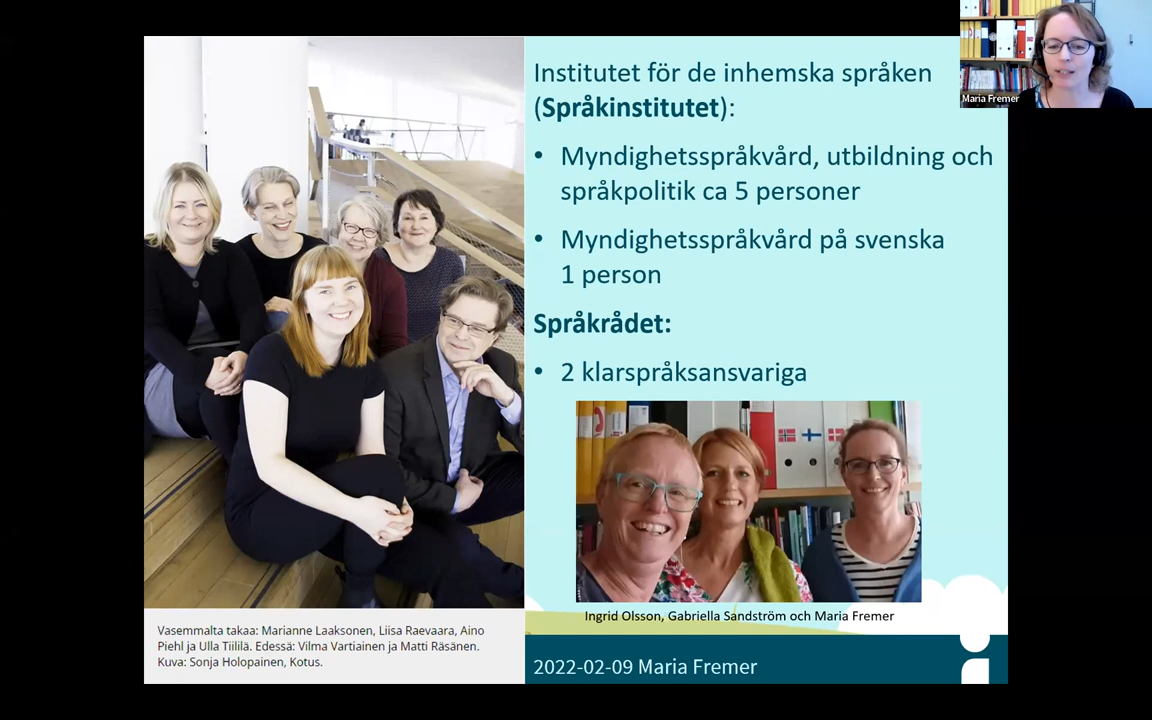 Maria Fremer
Institutet för de inhemska språken
(Språkinstitutet):
• Myndighetsspråkvård, utbildning och
språkpolitik ca 5 personer
• Myndighetsspråkvård på svenska
1 person
Språkrådet:
• 2 klarspråksansvariga
Ingrid Olsson, Gabriella Sandström och Maria Fremer
Vasemmalta takaa: Marianne Laaksonen, Liisa Raevaara, Aino
Piehl ja Ulla Tiililä. Edessä: Vilma Vartiainen ja Matti Räsänen.
Kuva: Sonja Holopainen, Kotus.
2022-02-09 Maria Fremer